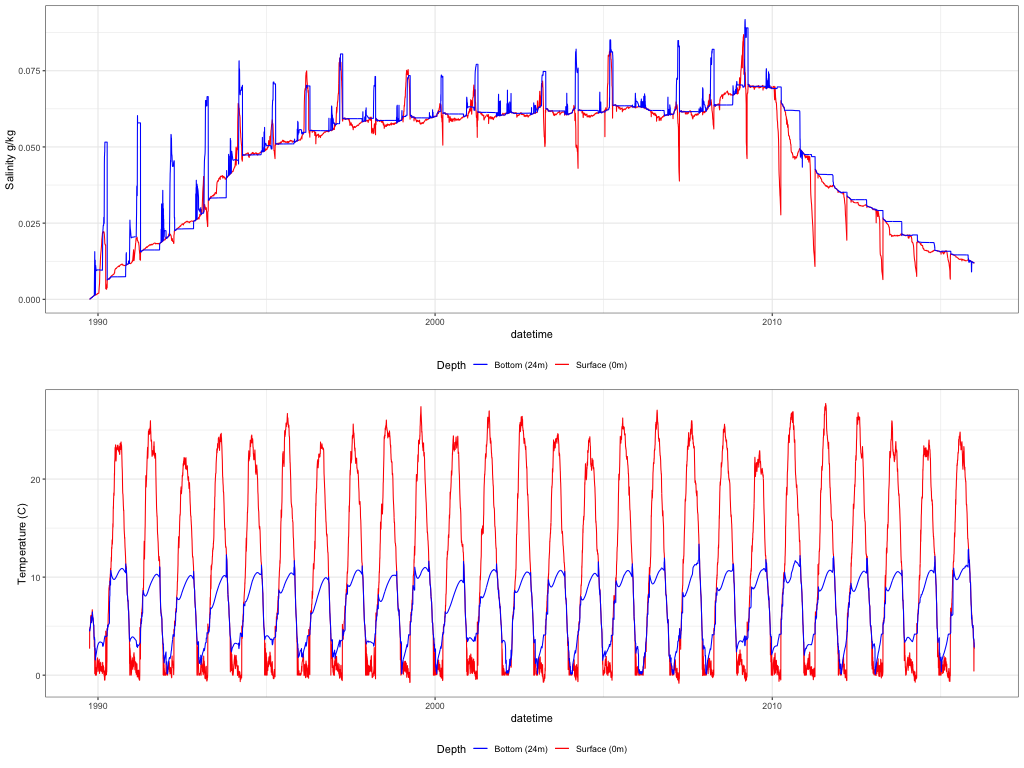 Salinity g/kg
0.075
0.050
0.025
0.000
1990 2000 2010
datetime
Depth Bottom (24m) Surface (0m)
Temperature (C)
20
10
0
1990 2000 2010
datetime
Depth Bottom (24m) Surface (0m)